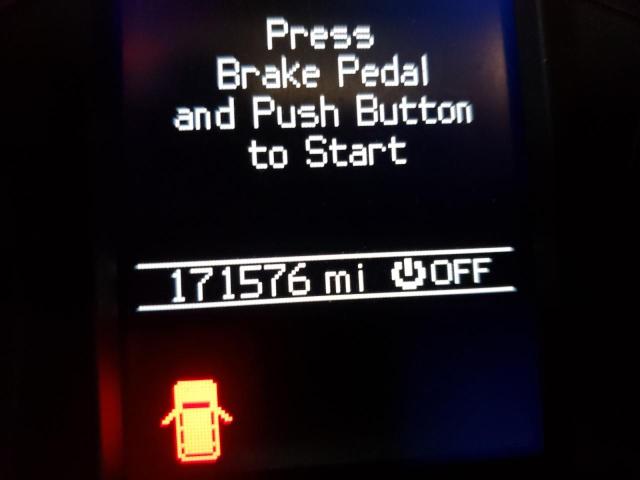 Press
Brake Pedal
and Push Button
to Start
171576 mi OFF